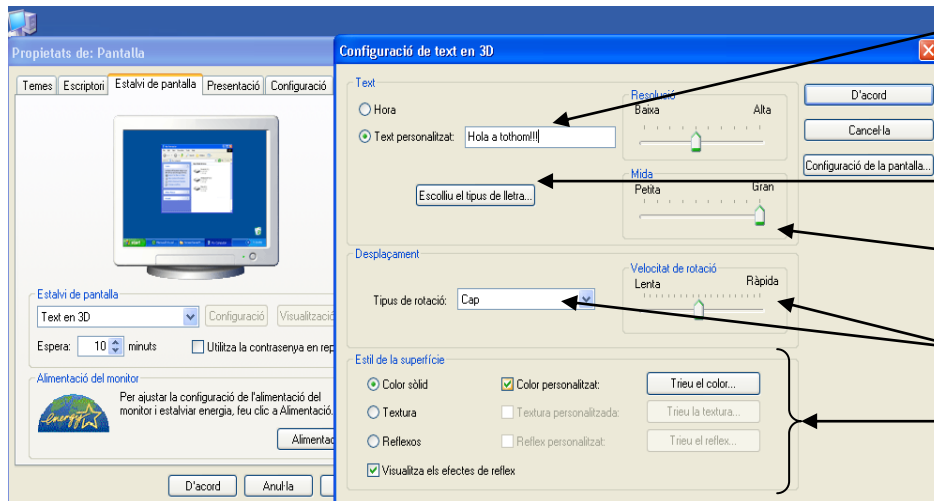 Propietats de: Pantalla
Temes Escriptori Estalvi de pantalla Presentació Configuració
Estalvi de pantalla
Text en 3D Configuració Visualització
Espera: 10 minuts Utilitza la contrasenya en rep
Alimentació del monitor
Per ajustar la configuració de l'alimentació del
monitor i estalviar energia, feu clic a Alimentació.
energy
Alimentac
D'acord Anul·la
Configuració de text en 3D
Text
Hora
Text personalitzat: Hola a tothom!!!
Escolliu el tipus de lletra...
Resolució
Baixa Alta
Mida
Petita Gran
D'acord
Cancel·la
Configuració de la pantalla...
Desplaçament
Tipus de rotació: Cap
Velocitat de rotació
Lenta Ràpida
Estil de la superfície
Color sòlid Color personalitzat: Trieu el color...
Textura Textura personalitzada: Trieu la textura...
Reflexos Reflex personalitzat: Trieu el reflex...
Visualitza els efectes de reflex